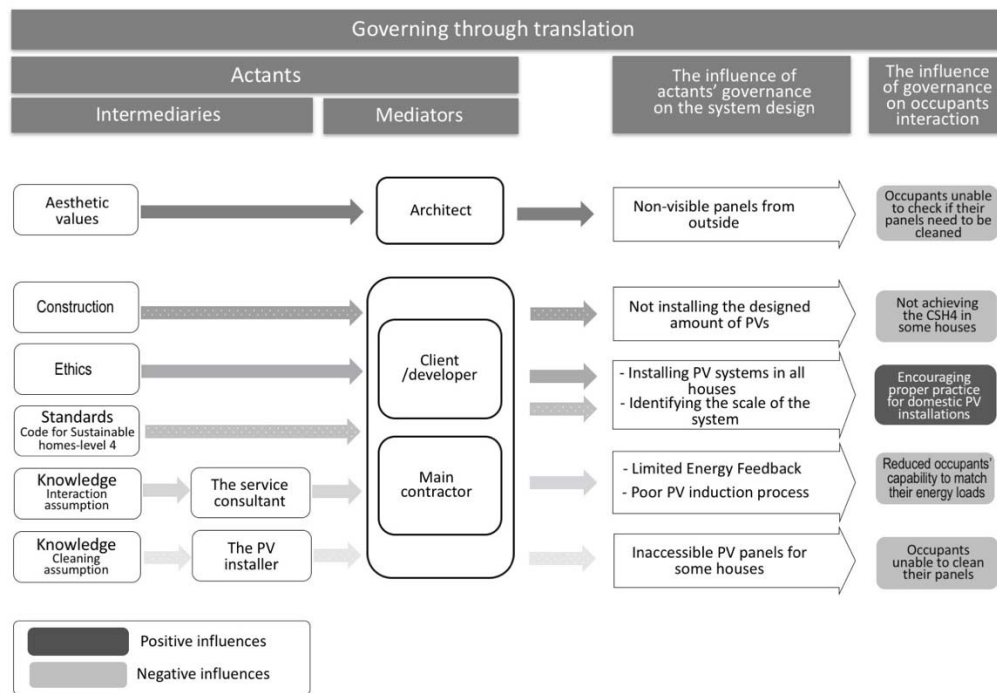 Governing through translation
Actants
The influence of
actants' governance
on the system design
The influence
of governance
on occupants
interaction
Intermediaries
Mediators
Aesthetic
values
Architect
Non-visible panels from
outside
Occupants unable
to check if their
panels need to be
cleaned
Construction
Not installing the designed
amount of PVs
Not achieving
the CSH4 in
some houses
Ethics
Client
/developer
- Installing PV systems in all
houses
- Identifying the scale of the
system
Encouraging
proper practice
for domestic PV
installations
Standards
Code for Sustainable
homes-level 4
Knowledge
Interaction
assumption
The service
consultant
Main
contractor
- Limited Energy Feedback
- Poor PV induction process
Reduced occupants'
capability to match
their energy loads
Knowledge
Cleaning
assumption
The PV
installer
Inaccessible PV panels for
some houses
Occupants
unable to clean
their panels
Positive influences
Negative influences